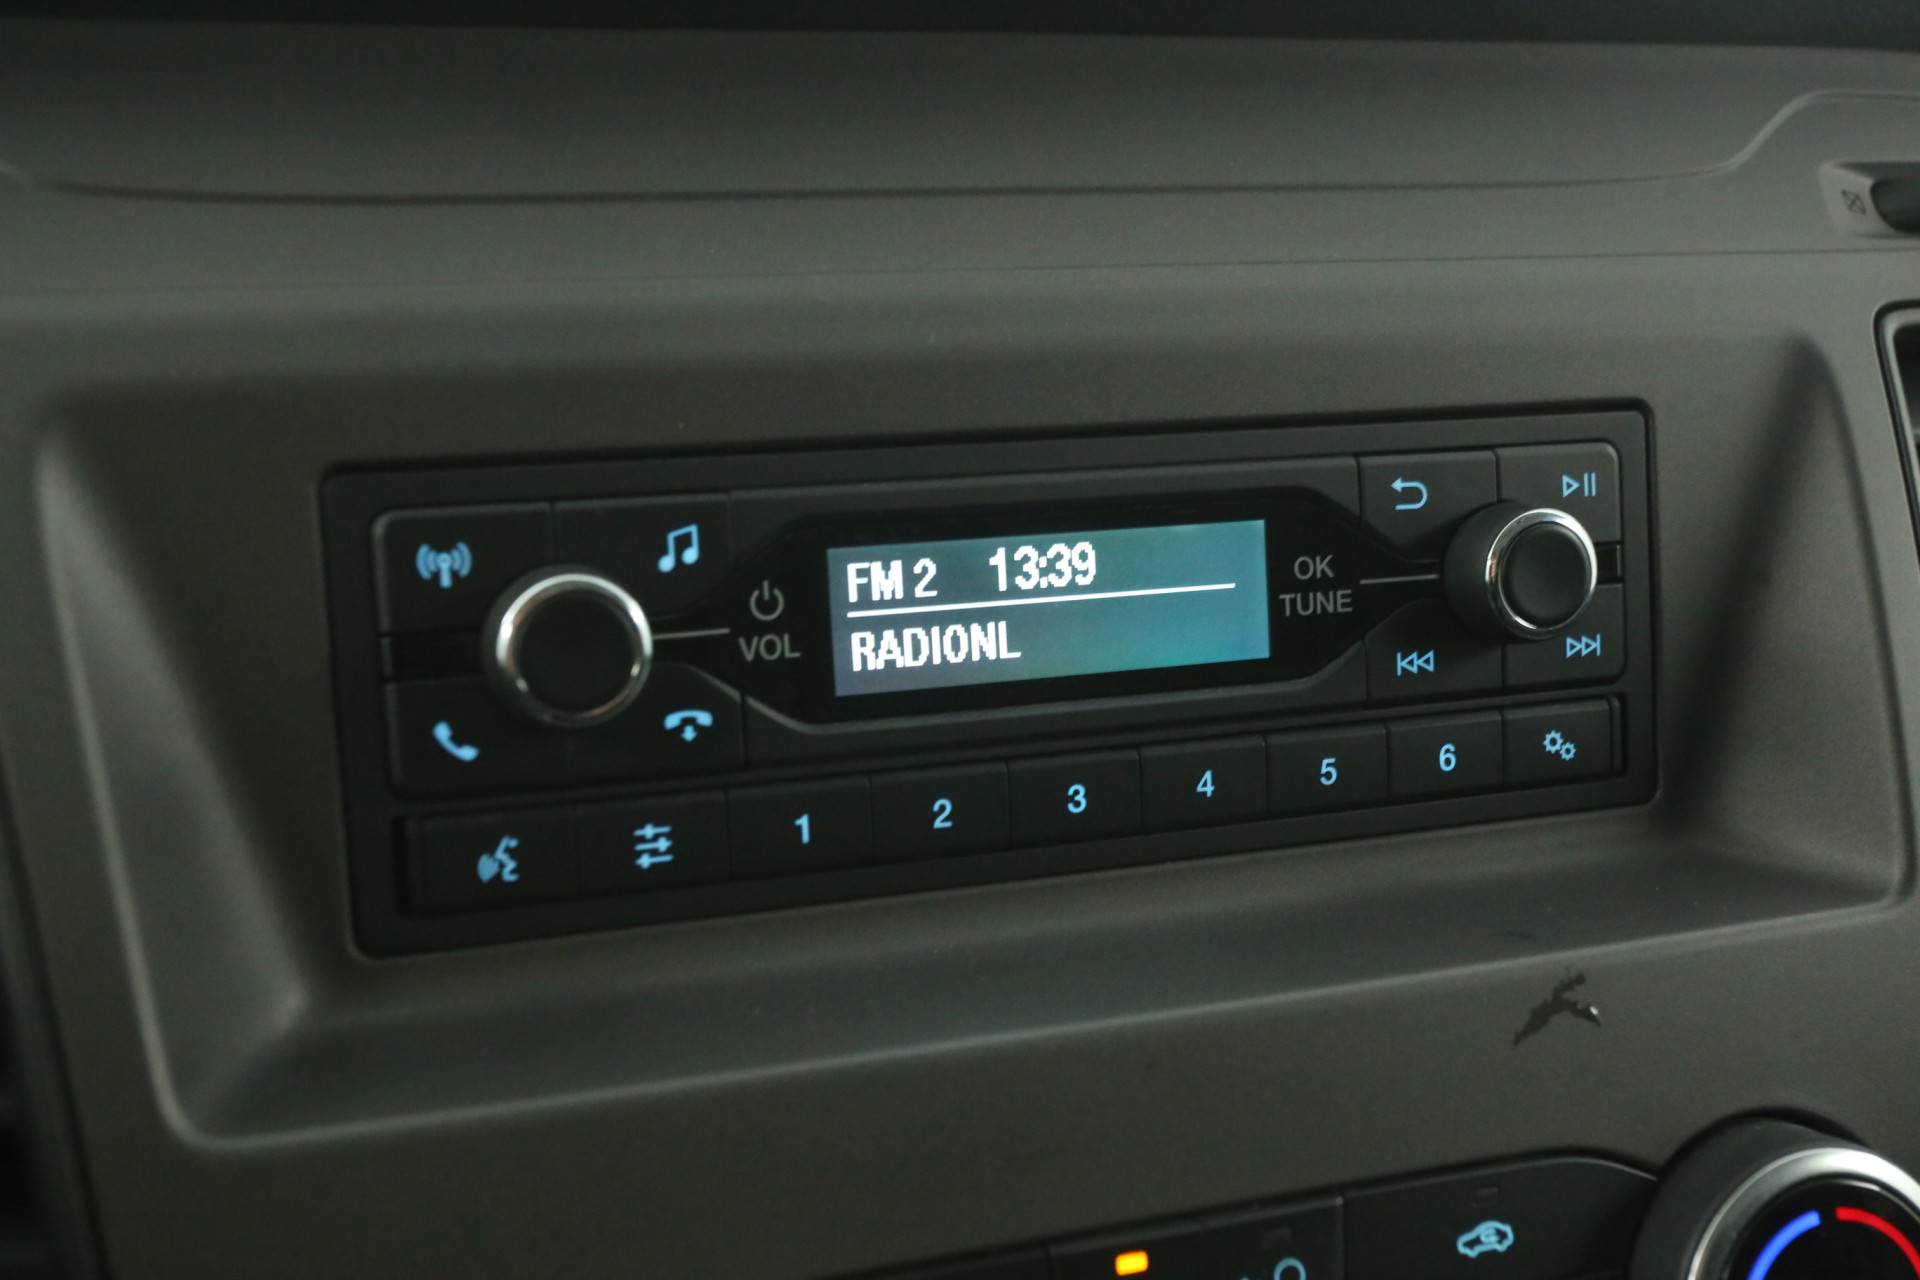 FM 2 13:39
RADIONL
VOL
OK
TUNE
1 2 3 4 5 6